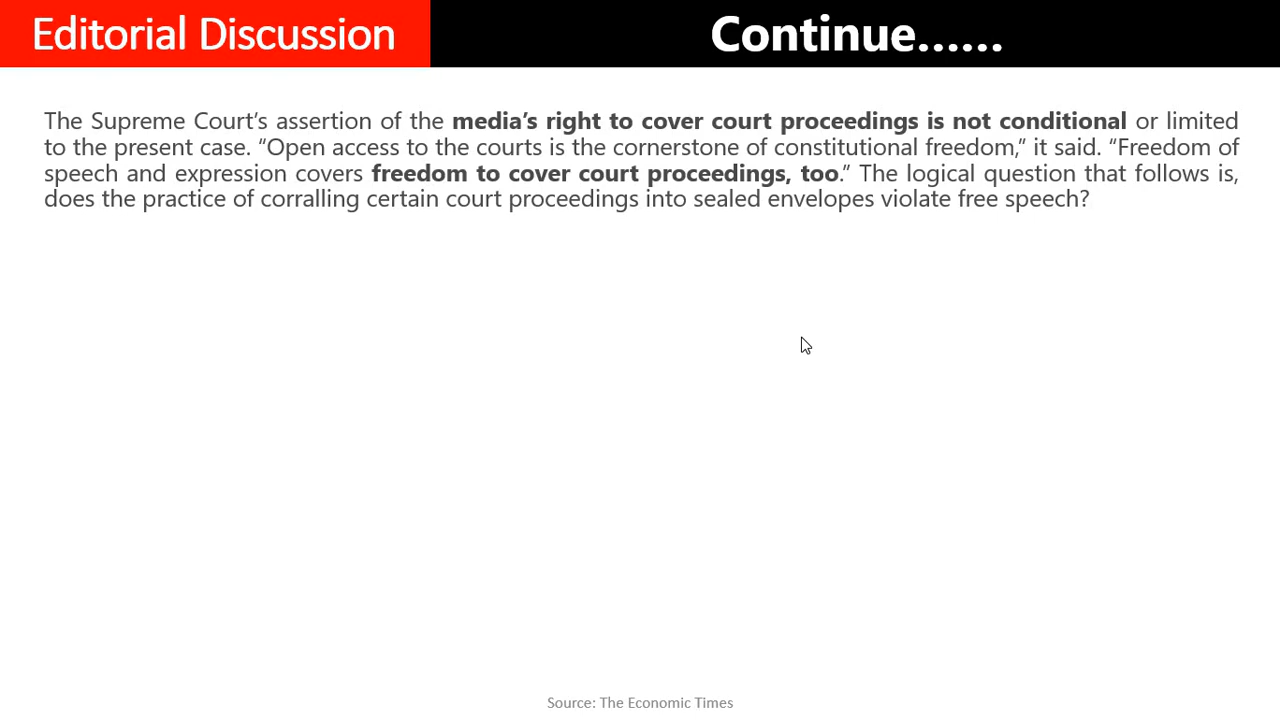 Editorial Discussion
Continue......
The Supreme Court’s assertion of the media’s right to cover court proceedings is not conditional or limited
to the present case. “Open access to the courts is the cornerstone of constitutional freedom,” it said. “Freedom of
speech and expression covers freedom to cover court proceedings, too.” The logical question that follows is,
does the practice of corralling certain court proceedings into sealed envelopes violate free speech?
Source: The Economic Times